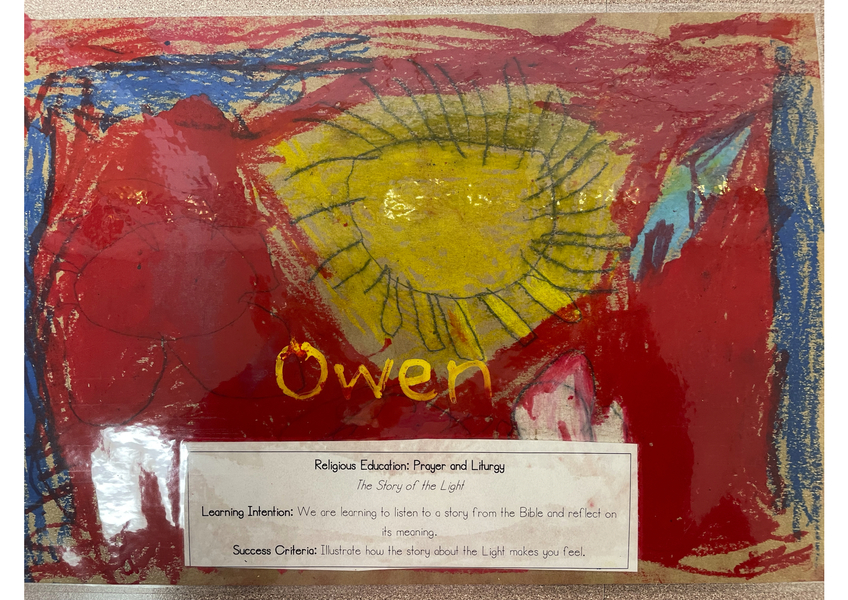 Owen
Religious Education: Prayer and Liturgy
The Story of the Light
Learning Intention: We are learning to listen to a story from the Bible and reflect on
its meaning.
Success Criteria: Illustrate how the story about the Light makes you feel.